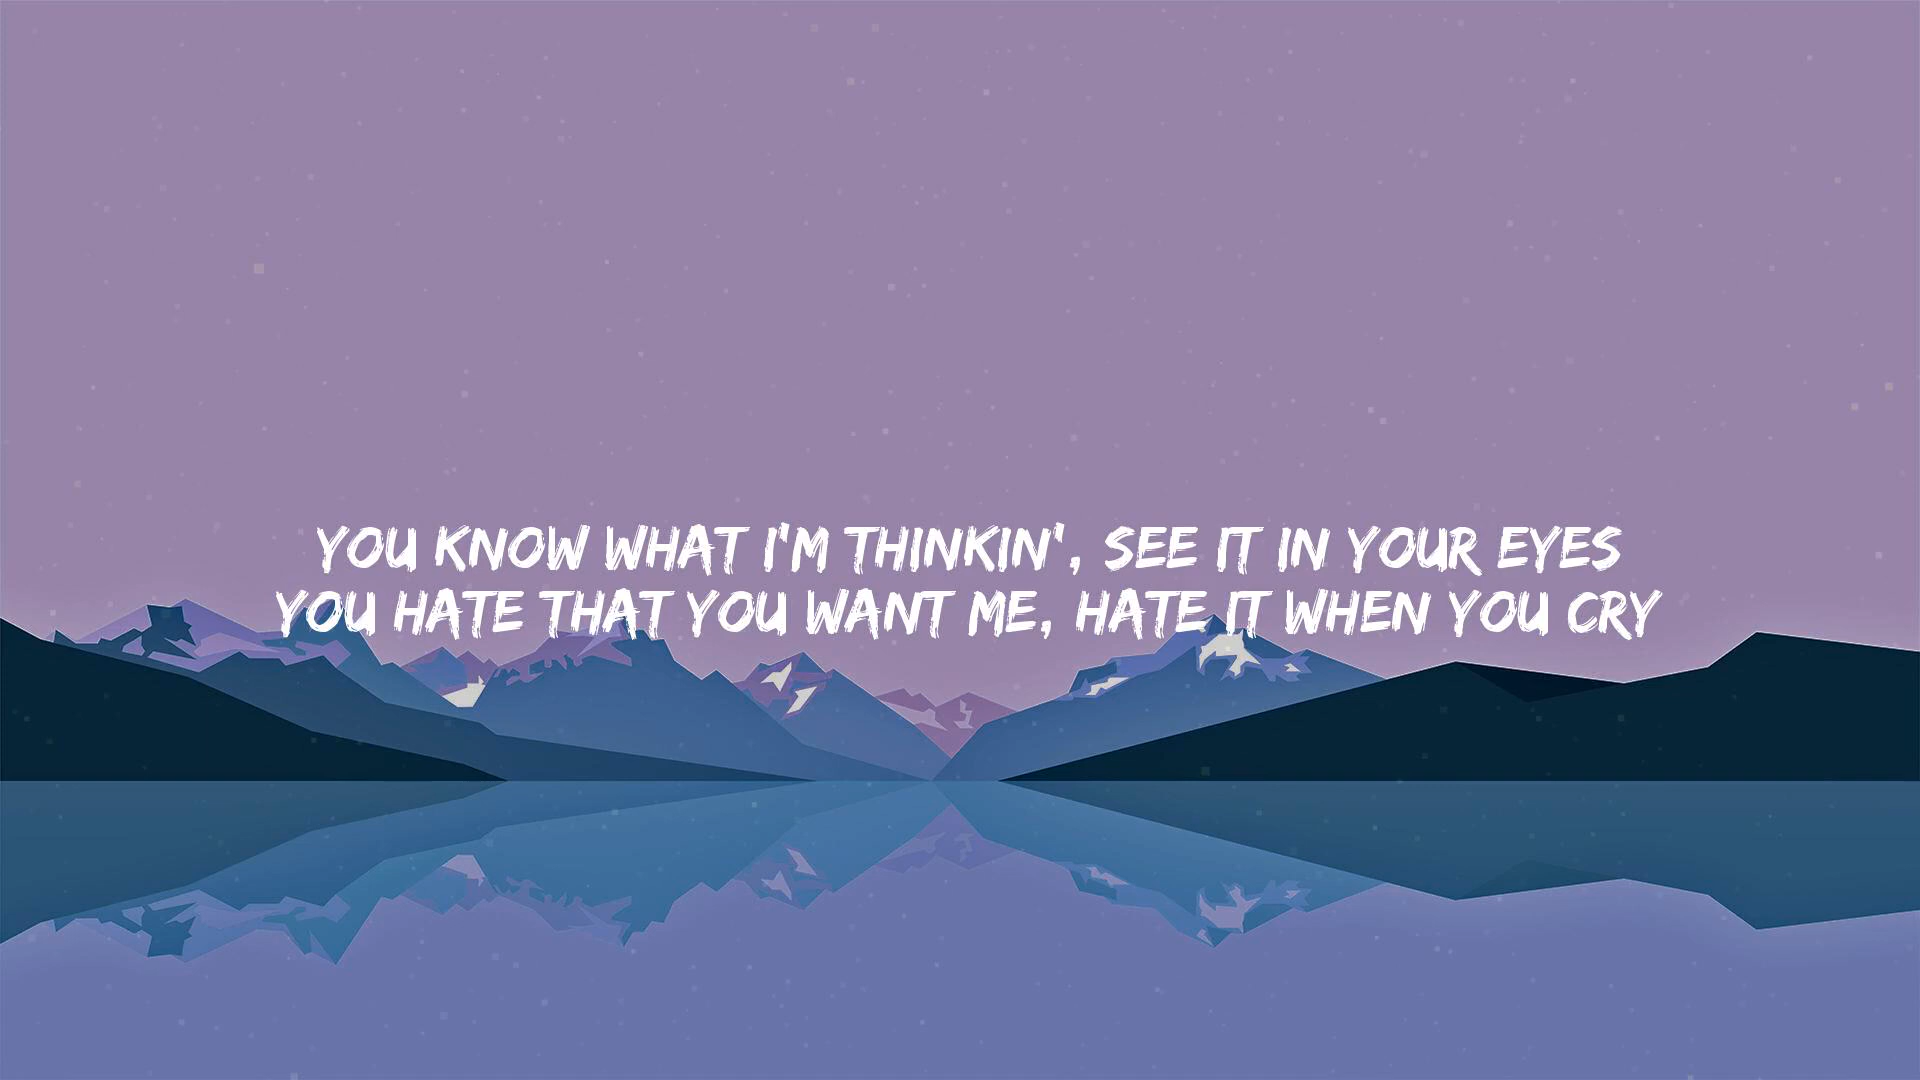 YOU KNOW WHAT I'M THINKIN', SEE IT IN YOUR EYES
YOU HATE THAT YOU WANT ME, HATE IT WHEN YOU CRY